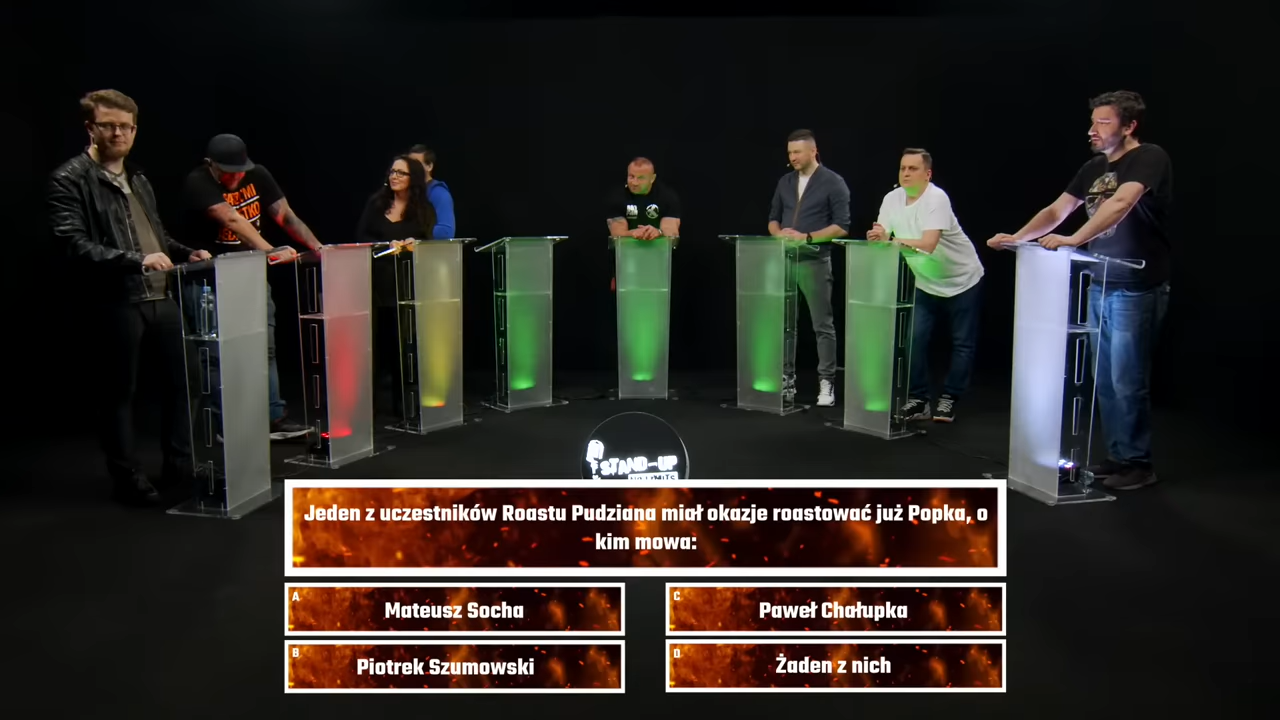 STAND-UP
Jeden z uczestników Roastu Pudziana miał okazje roastować już Popka, o
kim mowa:
A
Mateusz Socha
C
Paweł Chałupka
B
Piotrek Szumowski
D
Żaden z nich